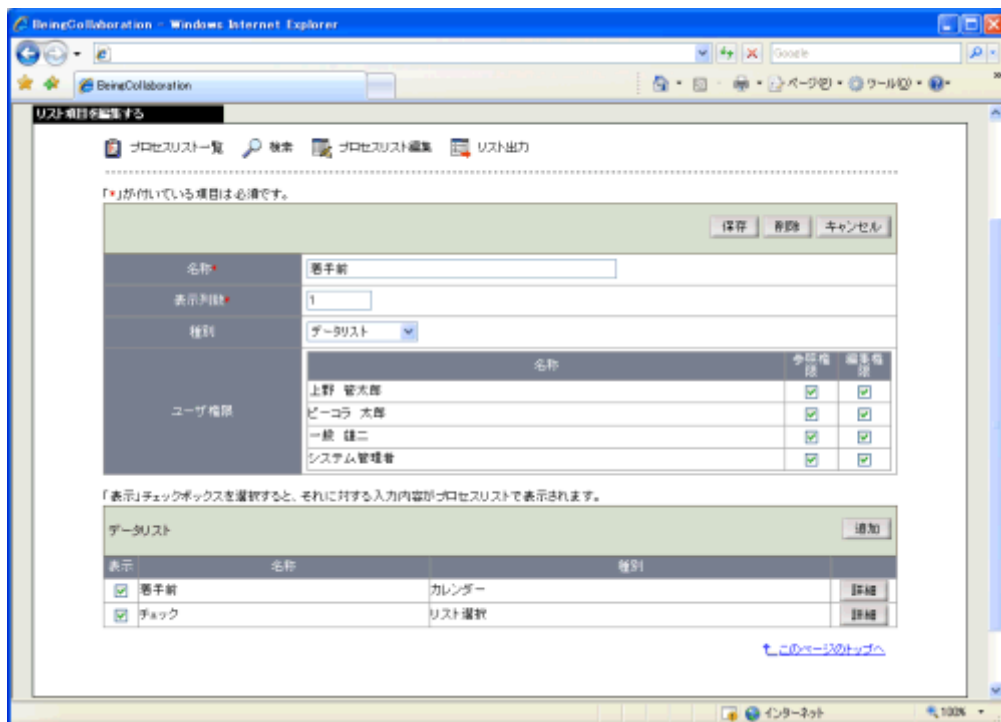 BeingCollaboration - Windows Internet Explorer
Google
BeingCollaboration ページ(P) ツール(O)
リスト項目を編集する
プロセスリスト一覧 検索 プロセスリスト編集 リスト出力
「*」が付いている項目は必須です。
保存 削除 キャンセル
名称* 着手前
表示列数* 1
種別 データリスト
名称 参照権限 編集権限
ユーザ権限
上野 管太郎
ビーコラ 太郎
一般 雄二
システム管理者
「表示」チェックボックスを選択すると、それに対する入力内容がプロセスリストで表示されます。
データリスト 追加
表示 名称 種別
着手前 カレンダー 詳細
チェック リスト選択 詳細
このページのトップへ
インターネット 100%